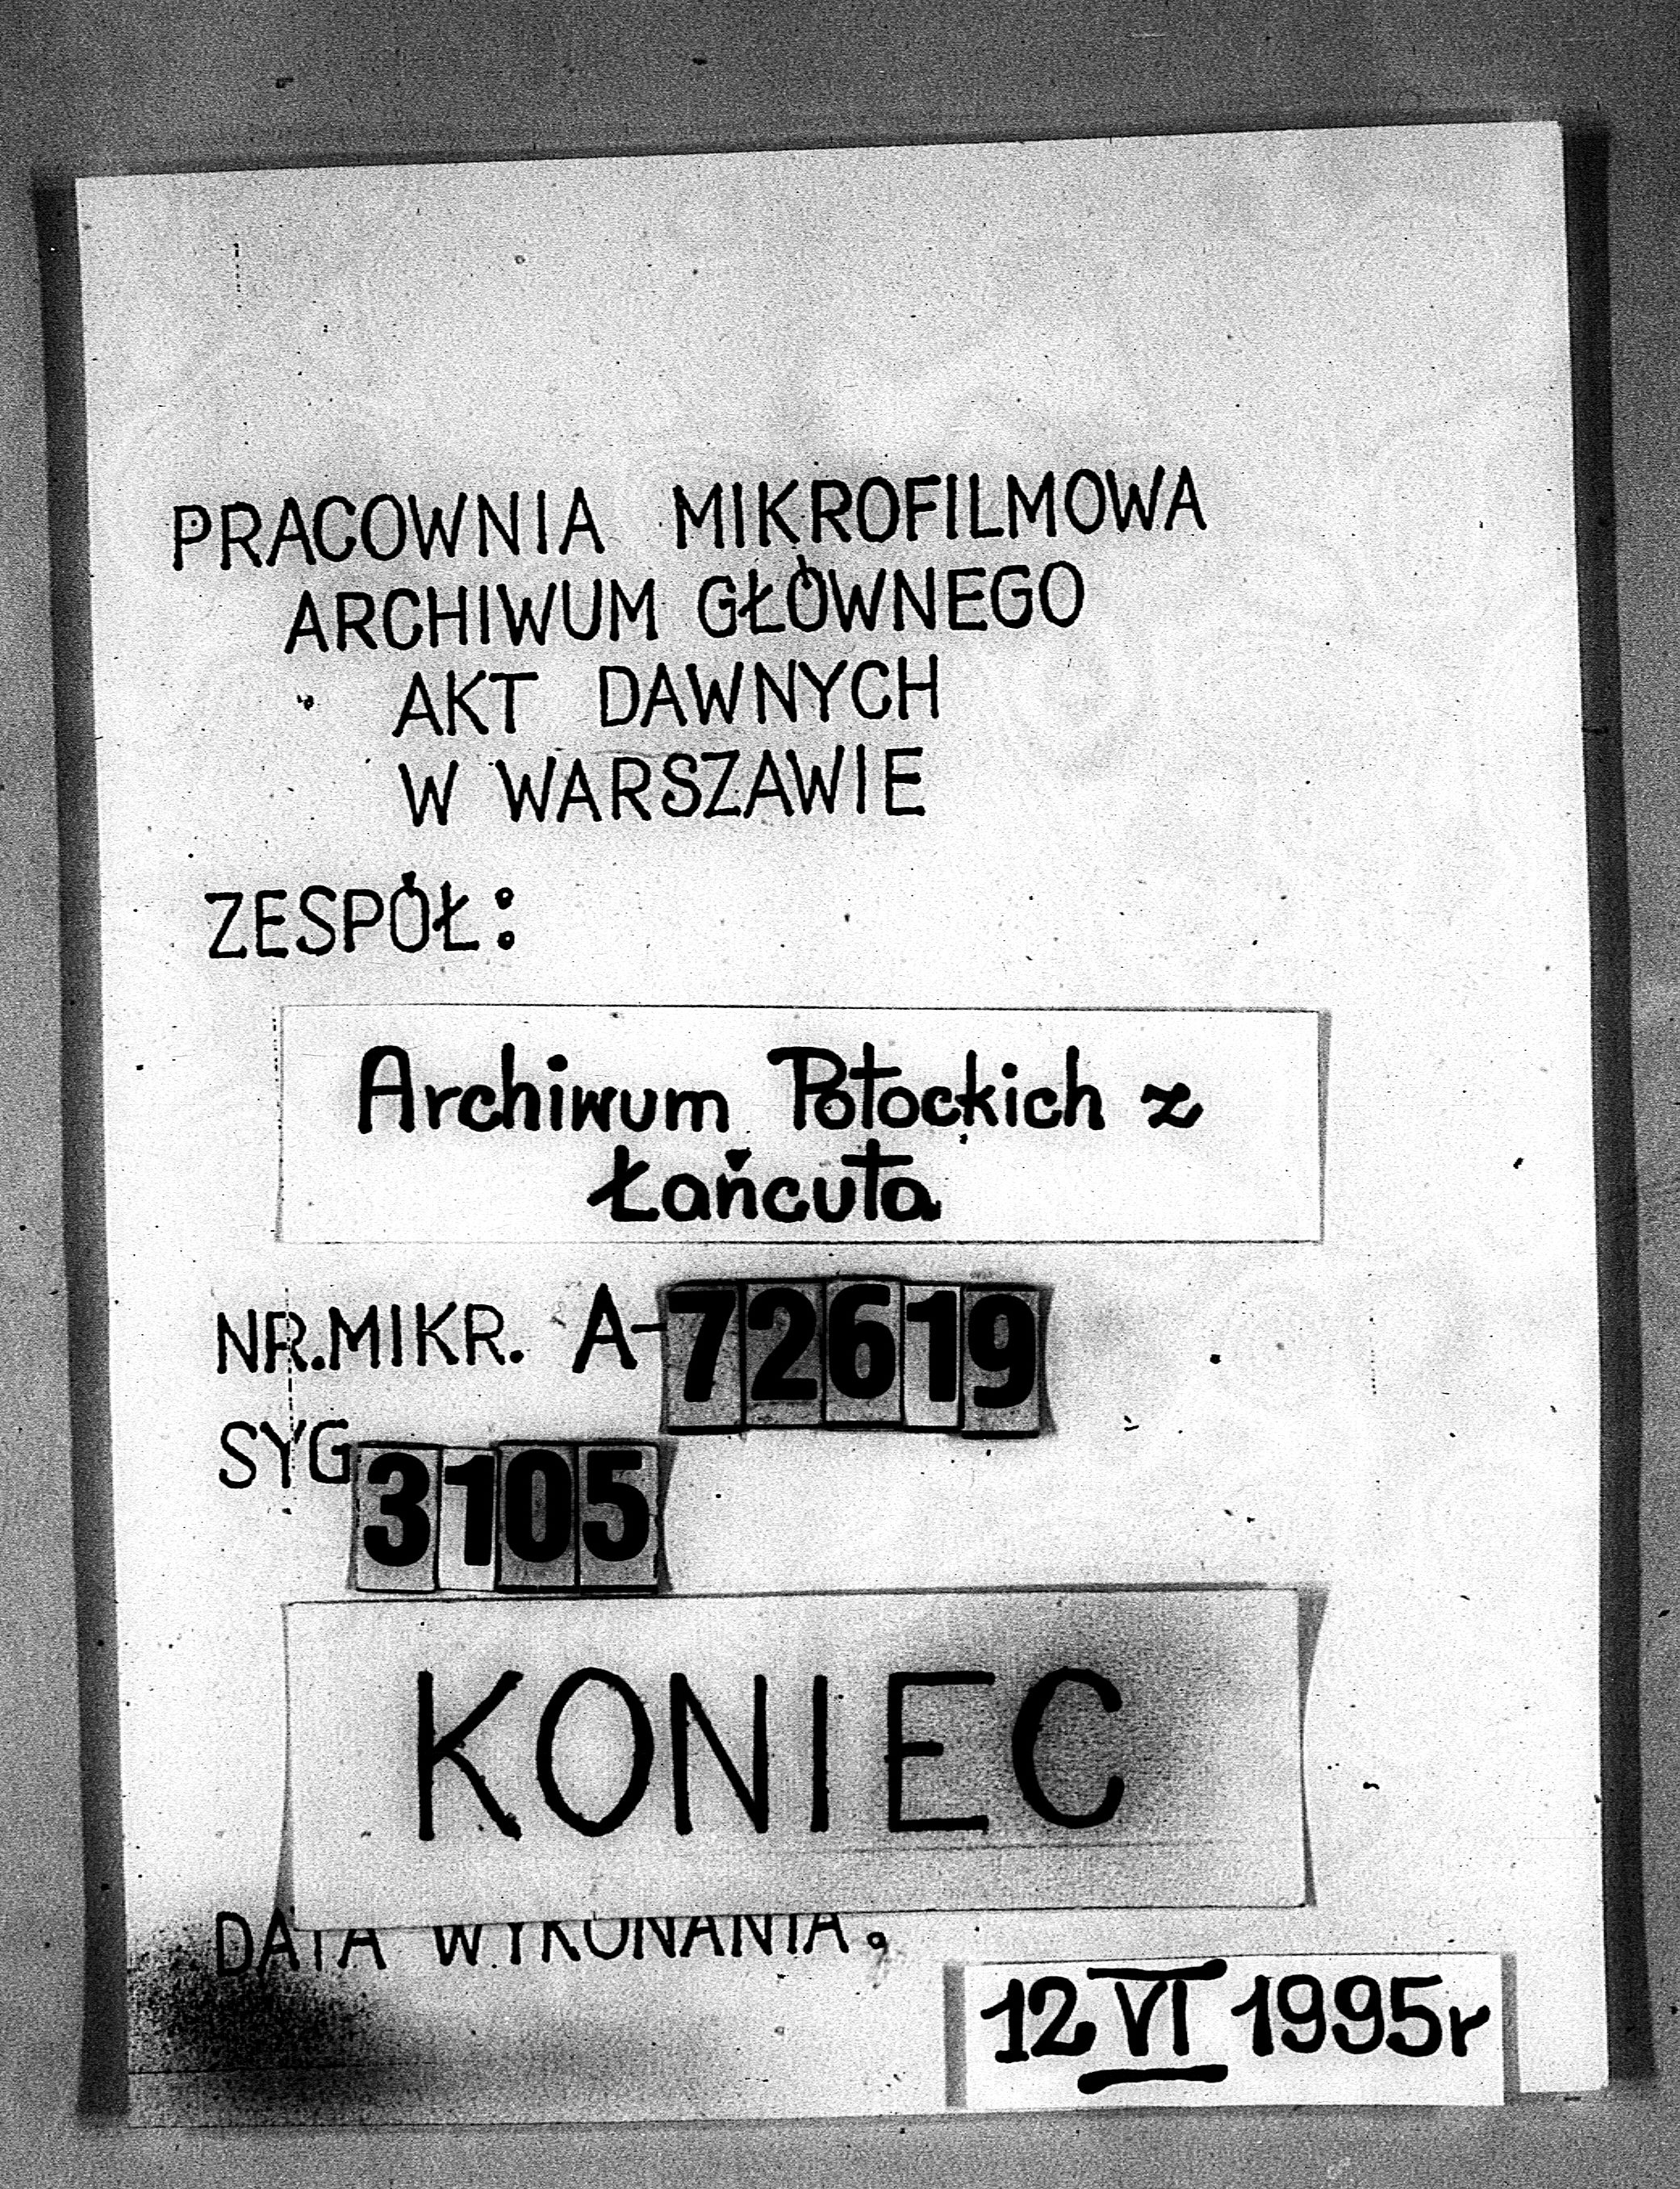 PRACOWNIA MIKROFILMOWA
ARCHIWUM GŁÓWNEGO
AKT DAWNYCH
W WARSZAWIE
ZESPÓŁ:
Archiwum Potockich z
Łańcuta
NR.MIKR. A-72619
SYG 3105
KONIEC
DATA WYKONANIA:
12 VI 1995r